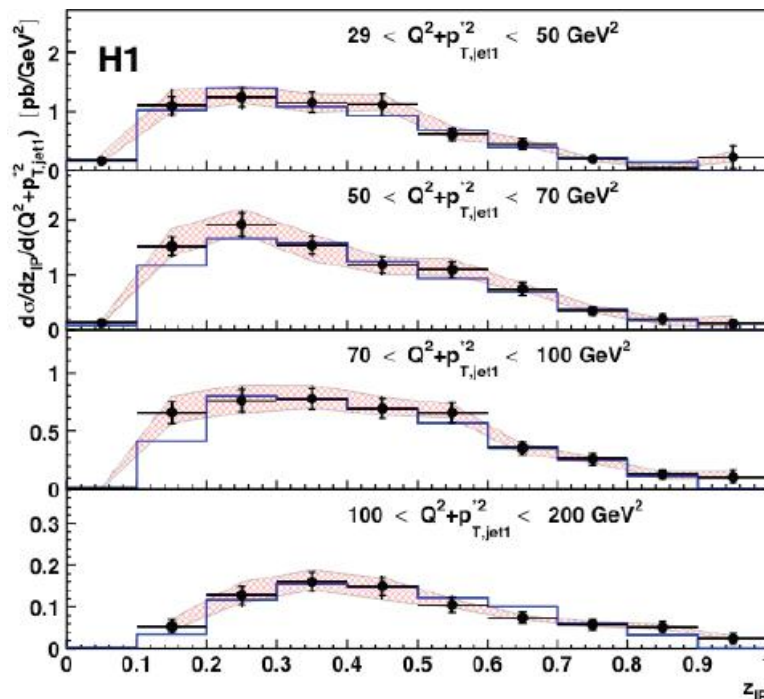 H1
29 < Q²+p*²T,jet1 < 50 GeV²
2
1
0
50 < Q²+p*²T,jet1 < 70 GeV²
2
1
0
70 < Q²+p*²T,jet1 < 100 GeV²
1
0.5
0
100 < Q²+p*²T,jet1 < 200 GeV²
0.3
0.2
0.1
0
0 0.1 0.2 0.3 0.4 0.5 0.6 0.7 0.8 0.9 1
zIP
dσ/dzIP/d(Q²+p*²T,jet1) [pb/GeV²]